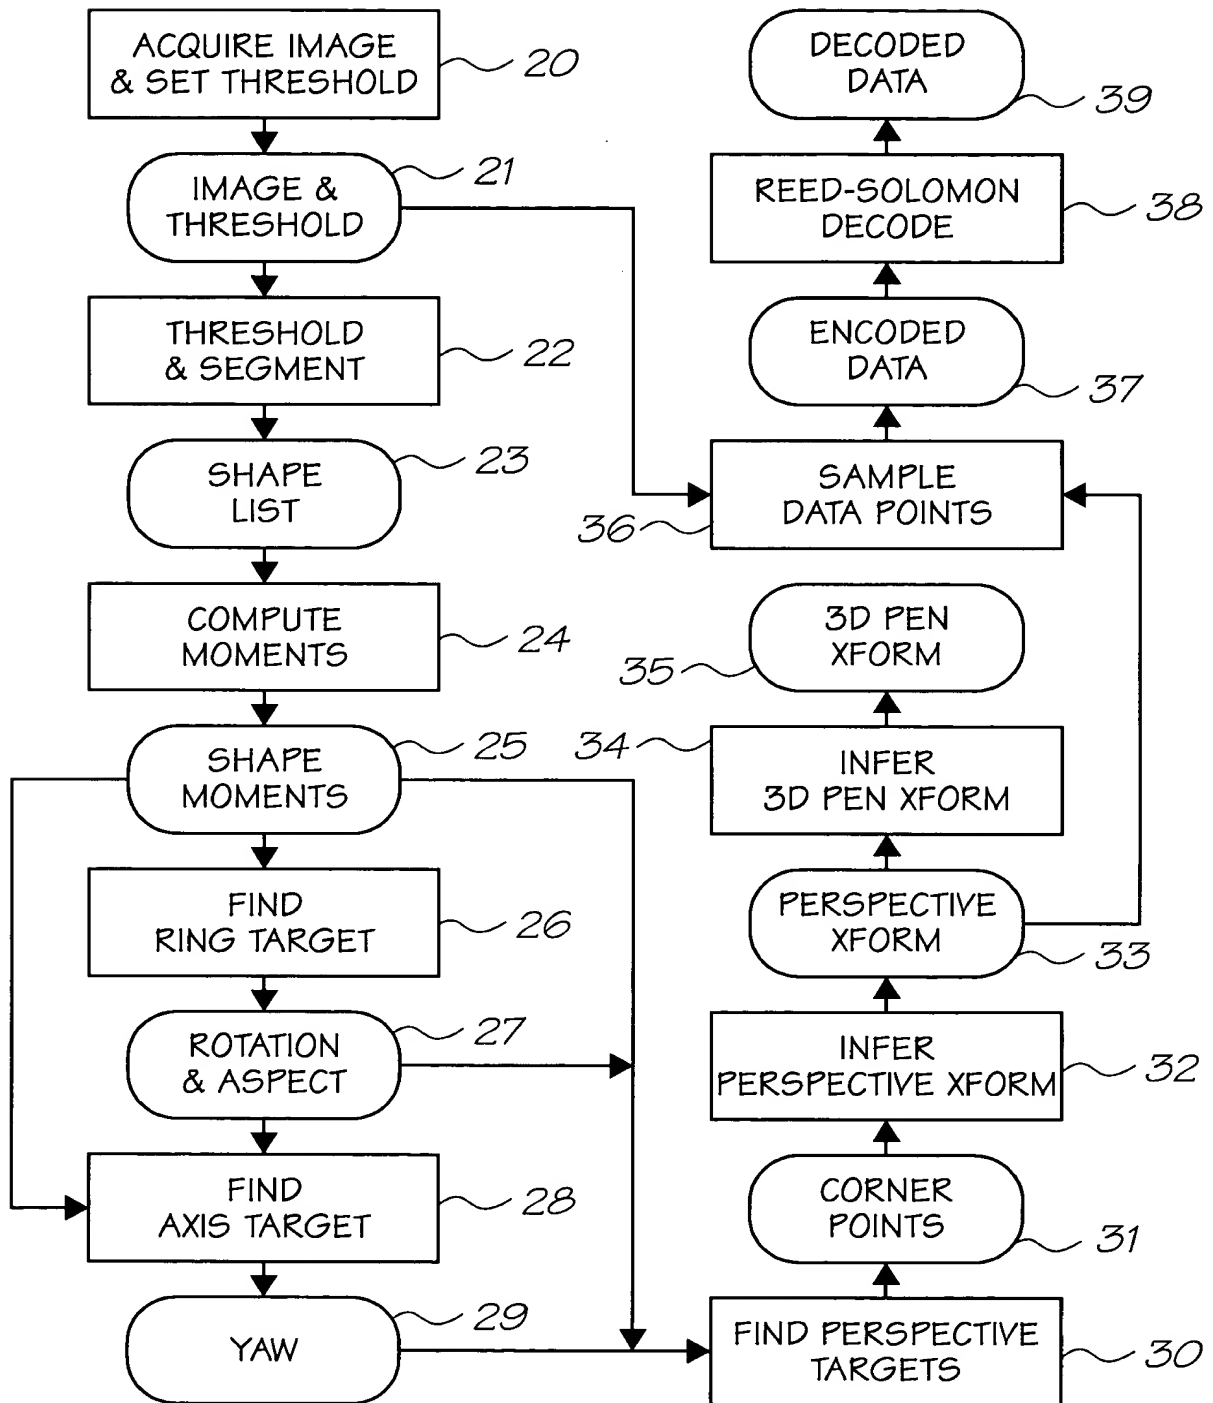 ACQUIRE IMAGE
& SET THRESHOLD
20
IMAGE &
THRESHOLD
21
THRESHOLD
& SEGMENT
22
SHAPE
LIST
23
COMPUTE
MOMENTS
24
SHAPE
MOMENTS
25
FIND
RING TARGET
26
ROTATION
& ASPECT
27
FIND
AXIS TARGET
28
YAW
29
DECODED
DATA
39
REED-SOLOMON
DECODE
38
ENCODED
DATA
37
SAMPLE
DATA POINTS
36
3D PEN
XFORM
35
34
INFER
3D PEN XFORM
PERSPECTIVE
XFORM
33
INFER
PERSPECTIVE XFORM
32
CORNER
POINTS
31
FIND PERSPECTIVE
TARGETS
30